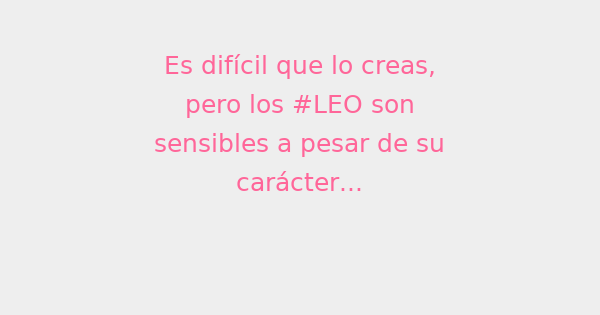 Es difícil que lo creas,
pero los #LEO son
sensibles a pesar de su
carácter...